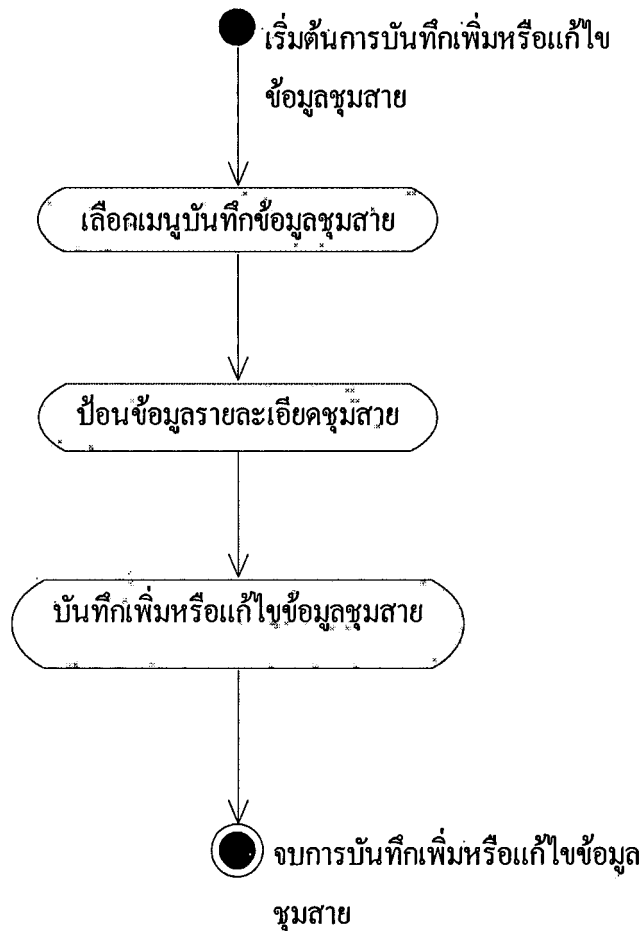 เริ่มต้นการบันทึกเพิ่มหรือแก้ไข
ข้อมูลชุมสาย
เลือกเมนูบันทึกข้อมูลชุมสาย
ป้อนข้อมูลรายละเอียดชุมสาย
บันทึกเพิ่มหรือแก้ไขข้อมูลชุมสาย
จบการบันทึกเพิ่มหรือแก้ไขข้อมูล
ชุมสาย